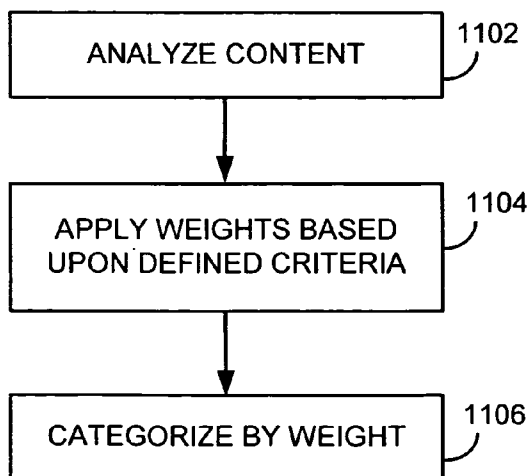 1102
ANALYZE CONTENT
1104
APPLY WEIGHTS BASED
UPON DEFINED CRITERIA
1106
CATEGORIZE BY WEIGHT